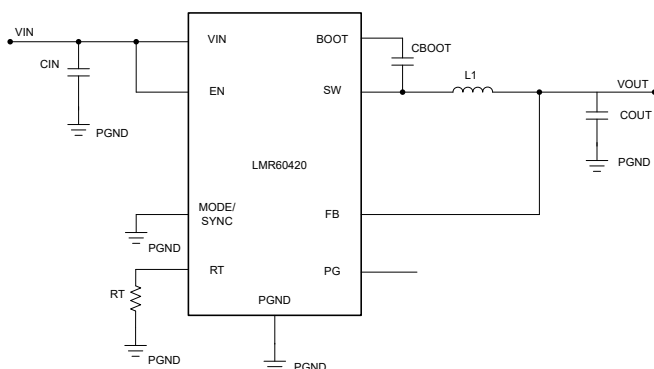 VIN
CIN
PGND
VIN
EN
MODE/
SYNC
RT
PGND
BOOT
SW
FB
PG
LMR60420
CBOOT
L1
VOUT
COUT
PGND
PGND
RT
PGND
PGND